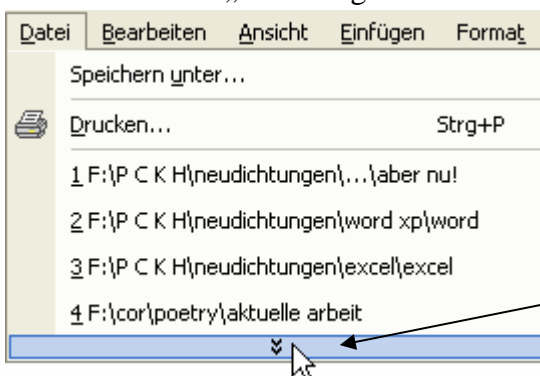 Datei Bearbeiten Ansicht Einfügen Format
Speichern unter...
Drucken... Strg+P
1 F:\P C K H\neudichtungen\...\aber nu!
2 F:\P C K H\neudichtungen\word xp\word
3 F:\P C K H\neudichtungen\excel\excel
4 F:\cor\poetry\aktuelle arbeit